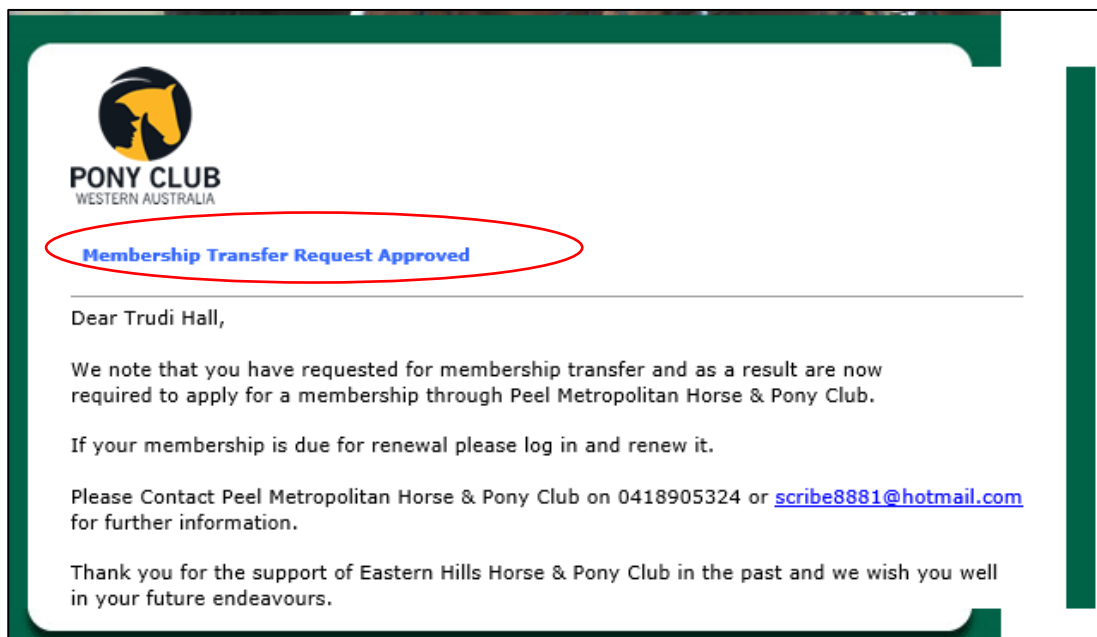 PONY CLUB
WESTERN AUSTRALIA
Membership Transfer Request Approved
Dear Trudi Hall,
We note that you have requested for membership transfer and as a result are now
required to apply for a membership through Peel Metropolitan Horse & Pony Club.
If your membership is due for renewal please log in and renew it.
Please Contact Peel Metropolitan Horse & Pony Club on 0418905324 or scribe8881@hotmail.com
for further information.
Thank you for the support of Eastern Hills Horse & Pony Club in the past and we wish you well
in your future endeavours.